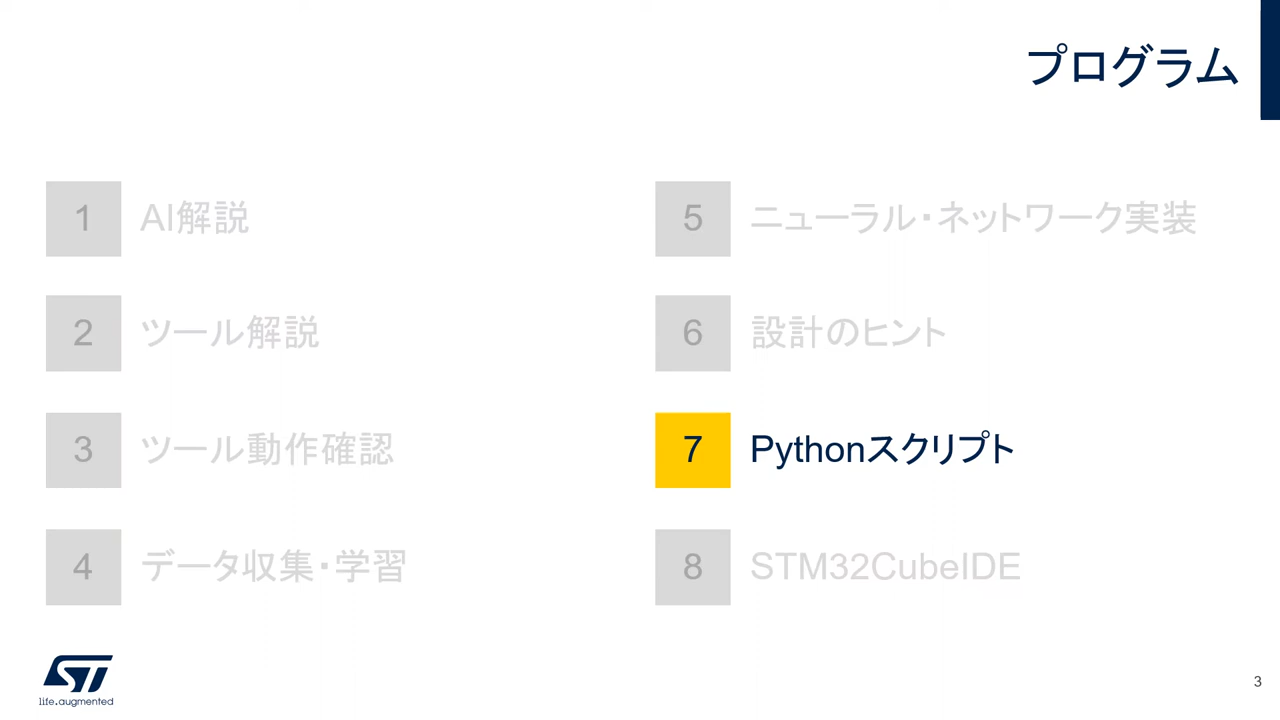 プログラム
1 AI解説
2 ツール解説
3 ツール動作確認
4 データ収集・学習
5 ニューラル・ネットワーク実装
6 設計のヒント
7 Pythonスクリプト
8 STM32CubeIDE
ST
life.augmented
3